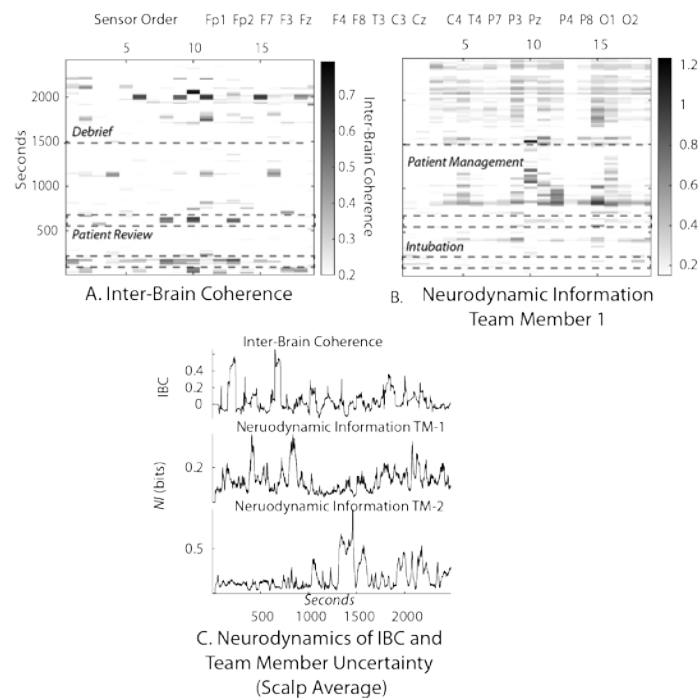 Sensor Order Fp1 Fp2 F7 F3 Fz F4 F8 T3 C3 Cz C4 T4 P7 P3 Pz P4 P8 O1 O2
5 10 15 5 10 15
2000
1500
1000
500
Seconds
Debrief
Patient Review
0.7
0.6
0.5
0.4
0.3
0.2
Inter-Brain Coherence
A. Inter-Brain Coherence
Patient Management
Intubation
1.2
1
0.8
0.6
0.4
0.2
B. Neurodynamic Information
Team Member 1
Inter-Brain Coherence
IBC
0.4
0.2
0
Neruodynamic Information TM-1
NI (bits)
0.2
Neruodynamic Information TM-2
0.5
Seconds
500 1000 1500 2000
C. Neurodynamics of IBC and
Team Member Uncertainty
(Scalp Average)